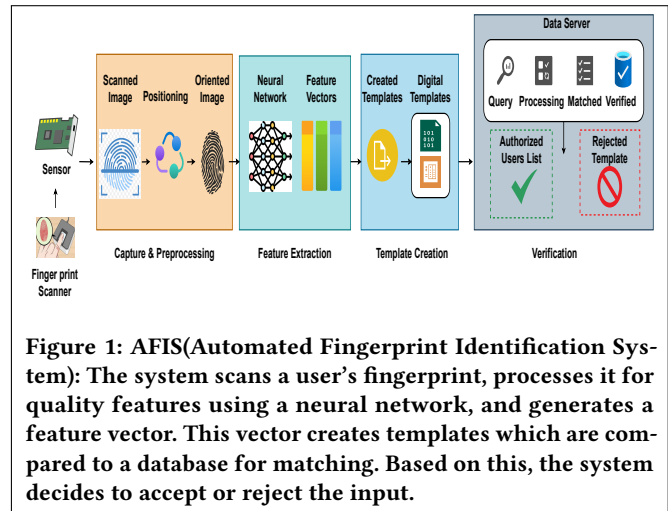 Data Server
Scanned Image
Positioning
Oriented Image
Neural Network
Feature Vectors
Created Templates
Digital Templates
101
010
101
Query
Processing
Matched
Verified
Sensor
Authorized Users List
Rejected Template
Finger print Scanner
Capture & Preprocessing
Feature Extraction
Template Creation
Verification
Figure 1: AFIS(Automated Fingerprint Identification Sys-
tem): The system scans a user's fingerprint, processes it for
quality features using a neural network, and generates a
feature vector. This vector creates templates which are com-
pared to a database for matching. Based on this, the system
decides to accept or reject the input.